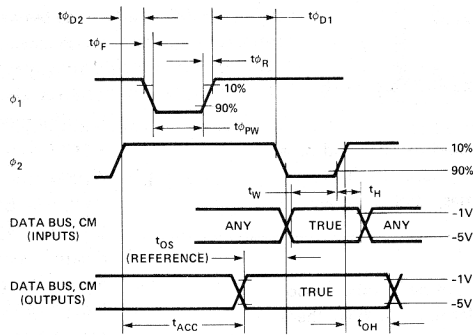 tφD2
tφD1
tφF
tφR
φ1
10%
90%
tφPW
φ2
10%
90%
tW
tH
DATA BUS, CM
(INPUTS)
ANY
TRUE
ANY
-1V
-5V
tOS
(REFERENCE)
DATA BUS, CM
(OUTPUTS)
TRUE
-1V
-5V
tACC
tOH